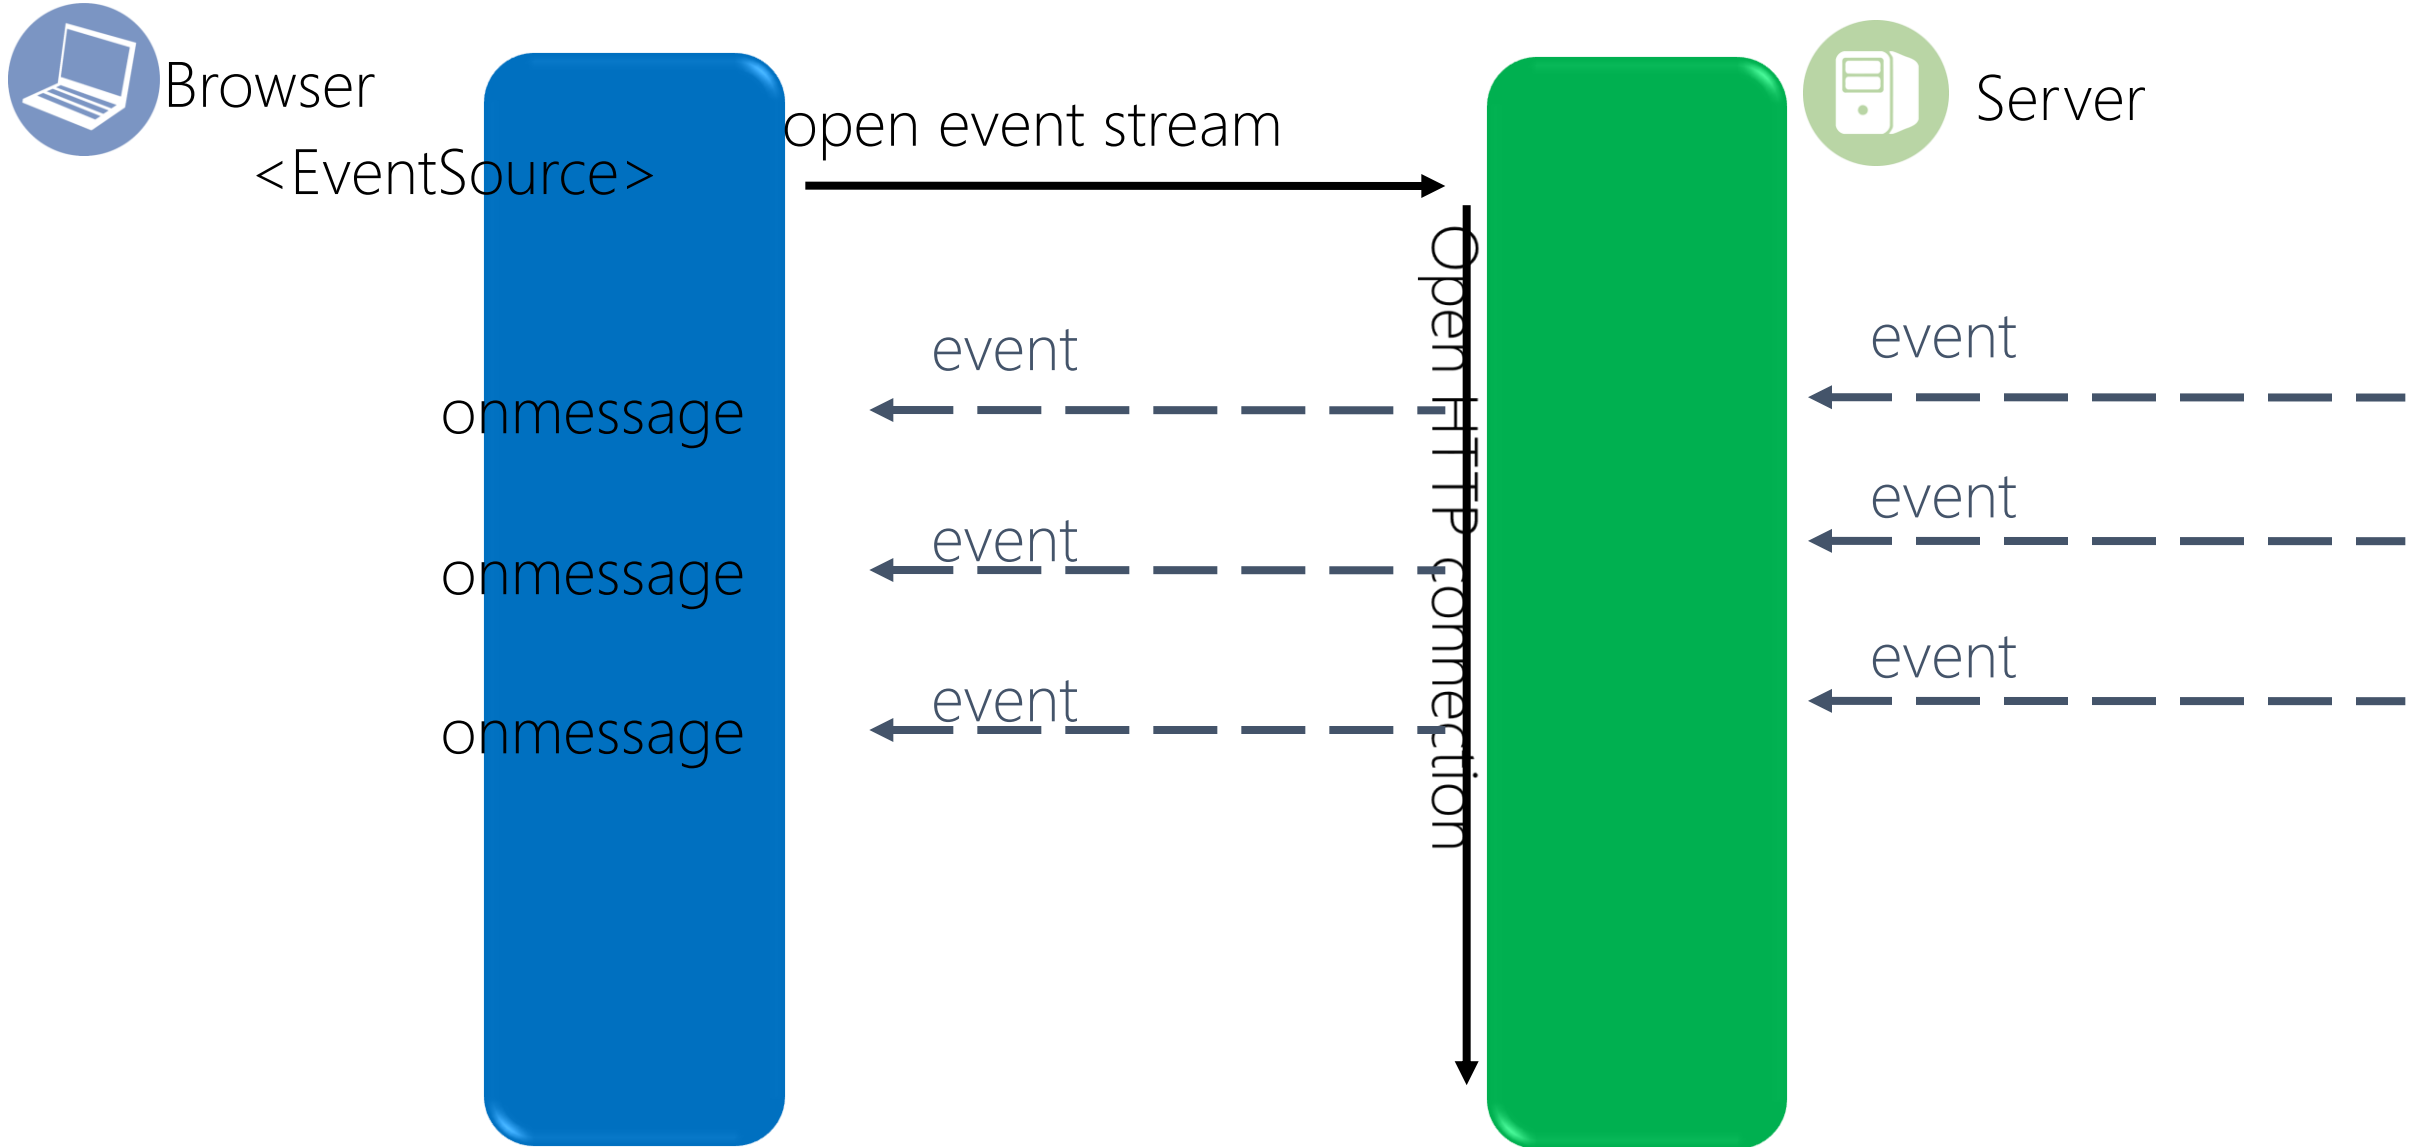 Browser
Server
<EventSource>
open event stream
Open HTTP connection
event
event
onmessage
event
event
onmessage
event
event
onmessage